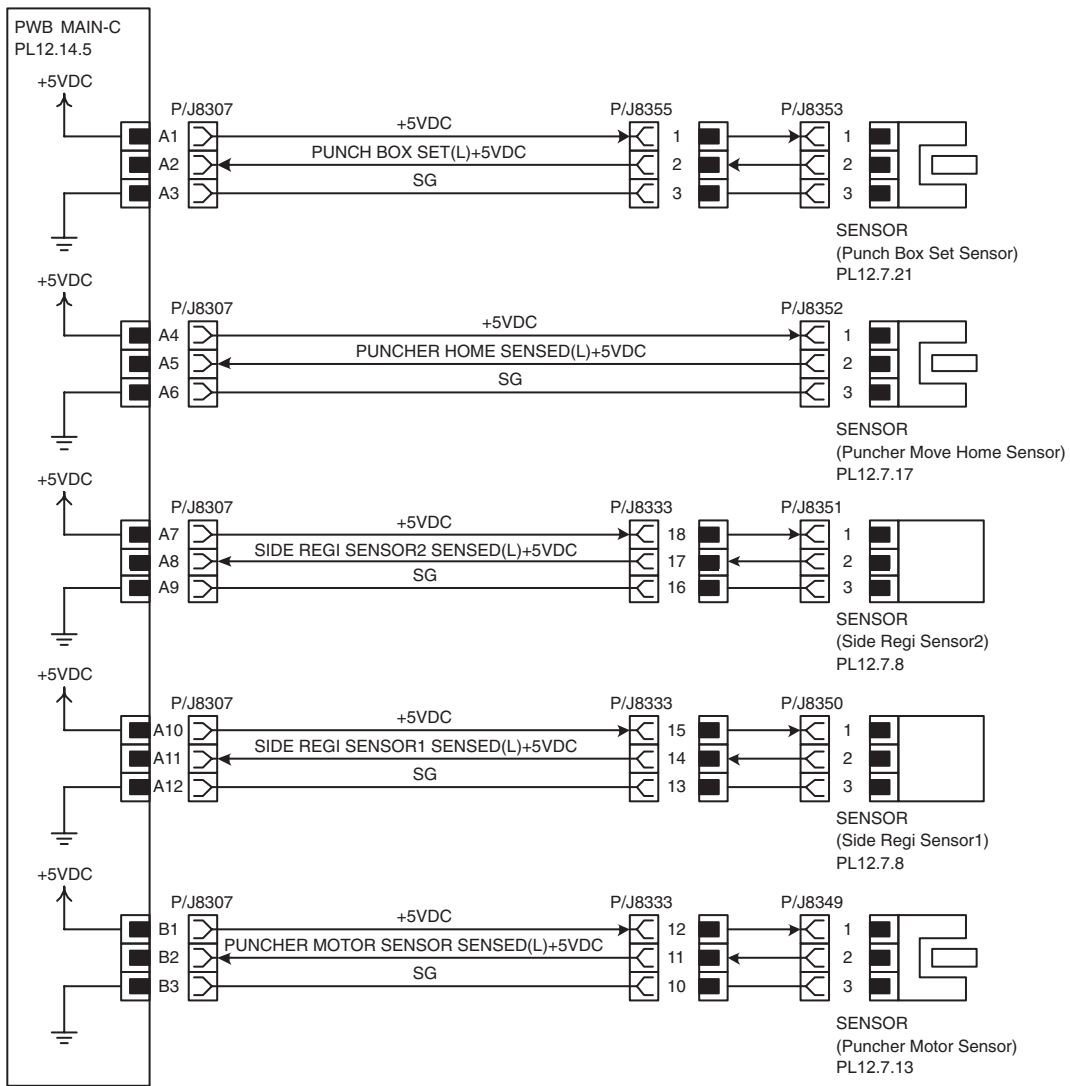 PWB MAIN-C
PL12.14.5
+5VDC
P/J8307 P/J8355 P/J8353
A1 +5VDC 1 1
A2 PUNCH BOX SET(L)+5VDC 2 2
A3 SG 3 3
SENSOR
(Punch Box Set Sensor)
PL12.7.21
+5VDC
P/J8307 P/J8352
A4 +5VDC 1
A5 PUNCHER HOME SENSED(L)+5VDC 2
A6 SG 3
SENSOR
(Puncher Move Home Sensor)
PL12.7.17
+5VDC
P/J8307 P/J8333 P/J8351
A7 +5VDC 18 1
A8 SIDE REGI SENSOR2 SENSED(L)+5VDC 17 2
A9 SG 16 3
SENSOR
(Side Regi Sensor2)
PL12.7.8
+5VDC
P/J8307 P/J8333 P/J8350
A10 +5VDC 15 1
A11 SIDE REGI SENSOR1 SENSED(L)+5VDC 14 2
A12 SG 13 3
SENSOR
(Side Regi Sensor1)
PL12.7.8
+5VDC
P/J8307 P/J8333 P/J8349
B1 +5VDC 12 1
B2 PUNCHER MOTOR SENSOR SENSED(L)+5VDC 11 2
B3 SG 10 3
SENSOR
(Puncher Motor Sensor)
PL12.7.13